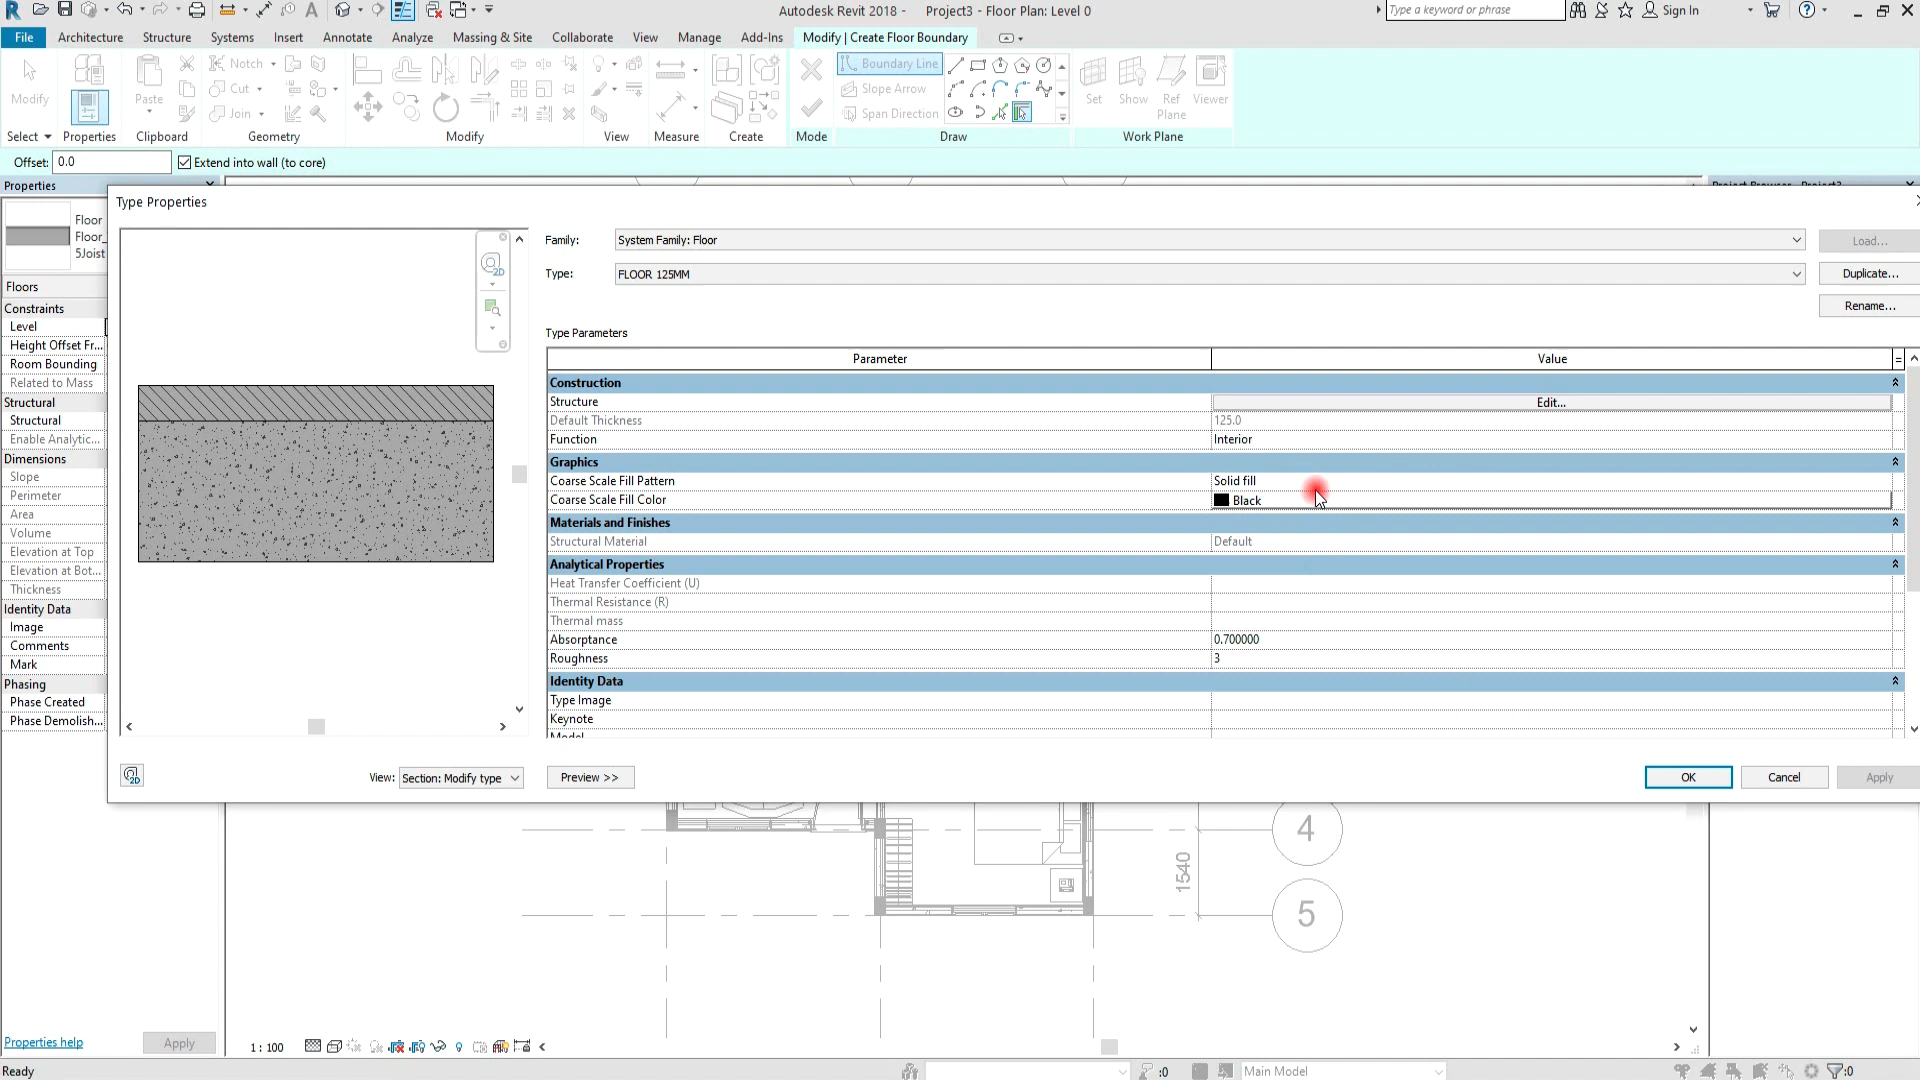 Autodesk Revit 2018 - Project3 - Floor Plan: Level 0
Type a keyword or phrase
Sign In
File Architecture Structure Systems Insert Annotate Analyze Massing & Site Collaborate View Manage Add-Ins Modify | Create Floor Boundary
Modify
Paste
Notch
Cut
Join
Boundary Line
Slope Arrow
Span Direction
Set Show Ref Plane Viewer
Select Properties Clipboard Geometry Modify View Measure Create Mode Draw Work Plane
Offset: 0.0 Extend into wall (to core)
Properties
Project Browser - Project3
Floor
Floor_
5Joist
Floors
Constraints
Level
Height Offset Fr...
Room Bounding
Related to Mass
Structural
Structural
Enable Analytic...
Dimensions
Slope
Perimeter
Area
Volume
Elevation at Top
Elevation at Bot...
Thickness
Identity Data
Image
Comments
Mark
Phasing
Phase Created
Phase Demolish...
Properties help Apply
Type Properties
2D
Family: System Family: Floor Load...
Type: FLOOR 125MM Duplicate...
Rename...
Type Parameters
Parameter Value =
Construction
Structure Edit...
Default Thickness 125.0
Function Interior
Graphics
Coarse Scale Fill Pattern Solid fill
Coarse Scale Fill Color Black
Materials and Finishes
Structural Material Default
Analytical Properties
Heat Transfer Coefficient (U)
Thermal Resistance (R)
Thermal mass
Absorptance 0.700000
Roughness 3
Identity Data
Type Image
Keynote
Model
2D
View: Section: Modify type Preview >> OK Cancel Apply
4
1540
5
1 : 100
Ready
:0
Main Model
:0